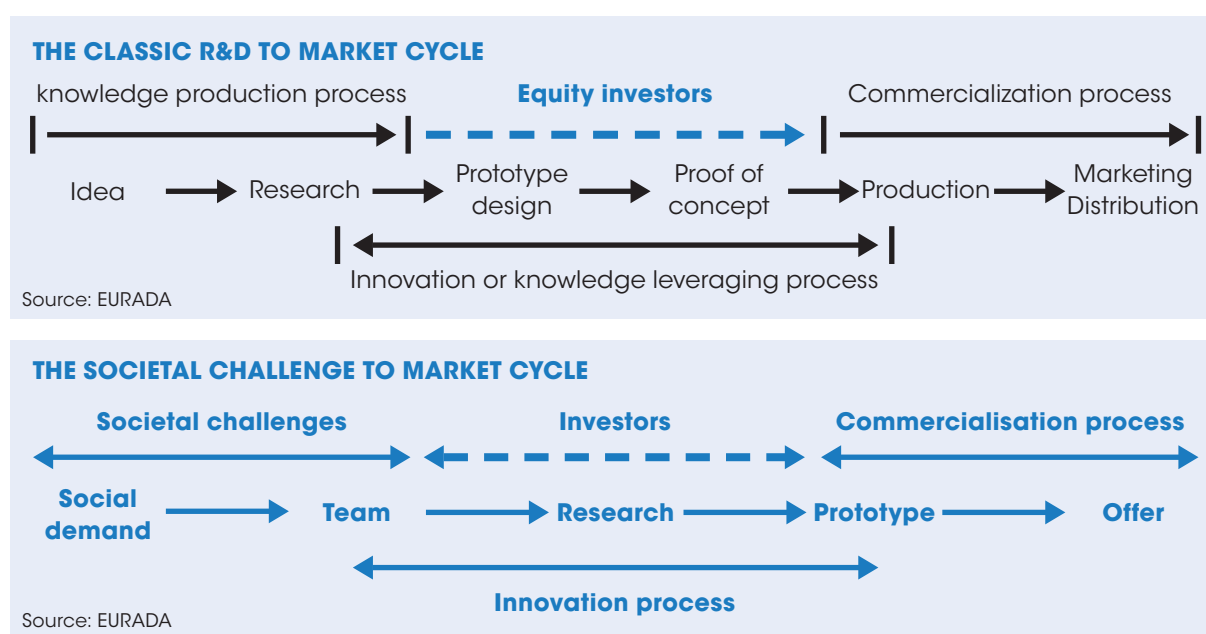 THE CLASSIC R&D TO MARKET CYCLE
knowledge production process
Equity investors
Commercialization process
Idea
Research
Prototype
design
Proof of
concept
Production
Marketing
Distribution
Innovation or knowledge leveraging process
Source: EURADA
THE SOCIETAL CHALLENGE TO MARKET CYCLE
Societal challenges
Investors
Commercialisation process
Social
demand
Team
Research
Prototype
Offer
Innovation process
Source: EURADA